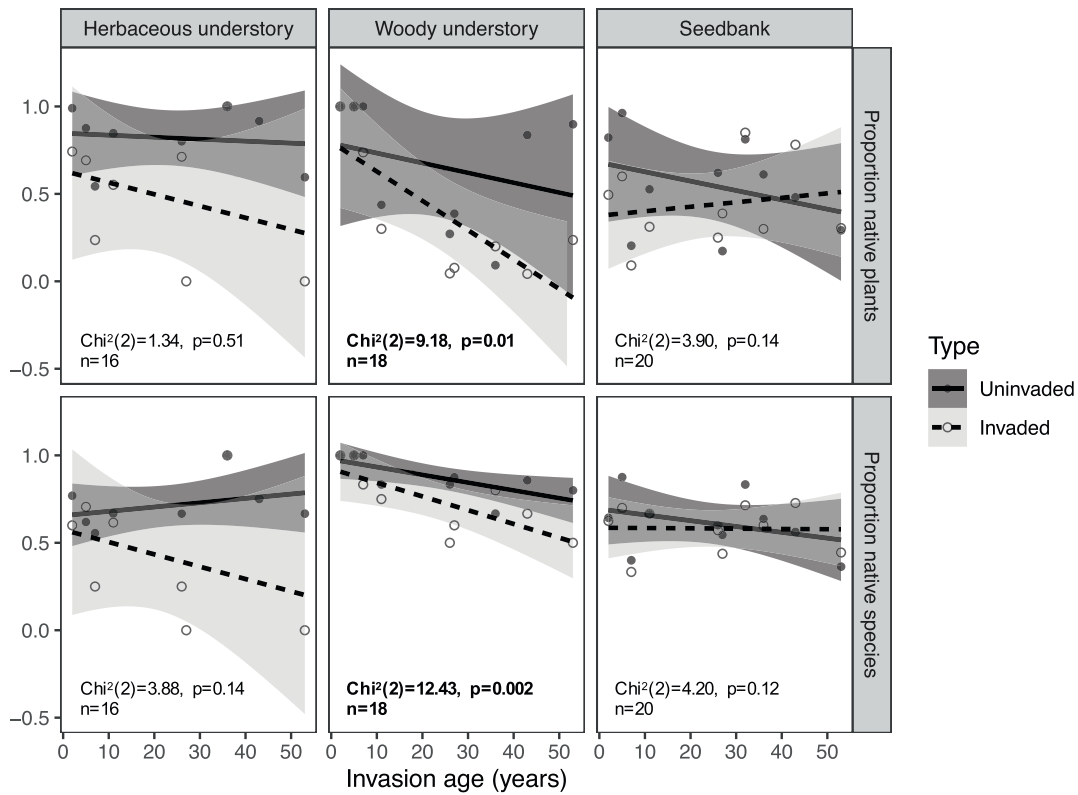 Herbaceous understory
Woody understory
Seedbank
1.0
0.5
0.0
−0.5
Chi²(2)=1.34, p=0.51
n=16
Chi²(2)=9.18, p=0.01
n=18
Chi²(2)=3.90, p=0.14
n=20
Proportion native plants
1.0
0.5
0.0
−0.5
Chi²(2)=3.88, p=0.14
n=16
Chi²(2)=12.43, p=0.002
n=18
Chi²(2)=4.20, p=0.12
n=20
Proportion native species
0 10 20 30 40 50
0 10 20 30 40 50
0 10 20 30 40 50
Invasion age (years)
Type
Uninvaded
Invaded